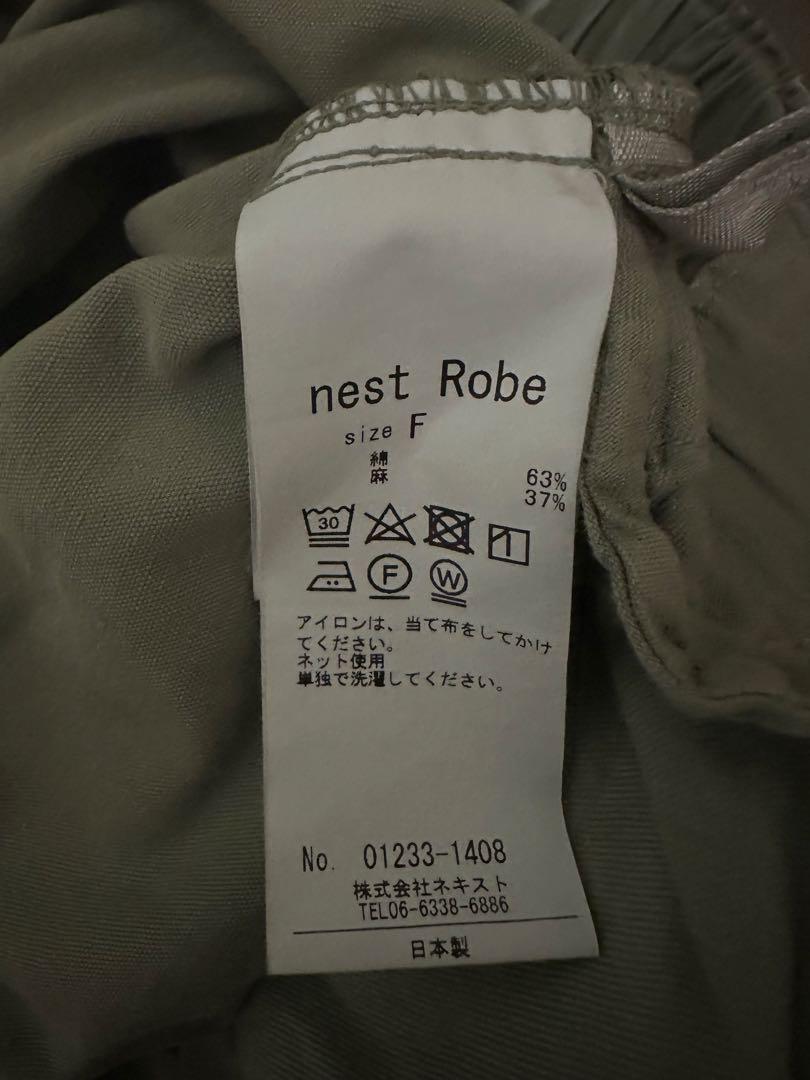 nest Robe
size F
綿 63%
麻 37%
30
F W
アイロンは、当て布をしてかけ
てください。
ネット使用
単独で洗濯してください。
No. 01233-1408
株式会社ネキスト
TEL06-6338-6886
日本製